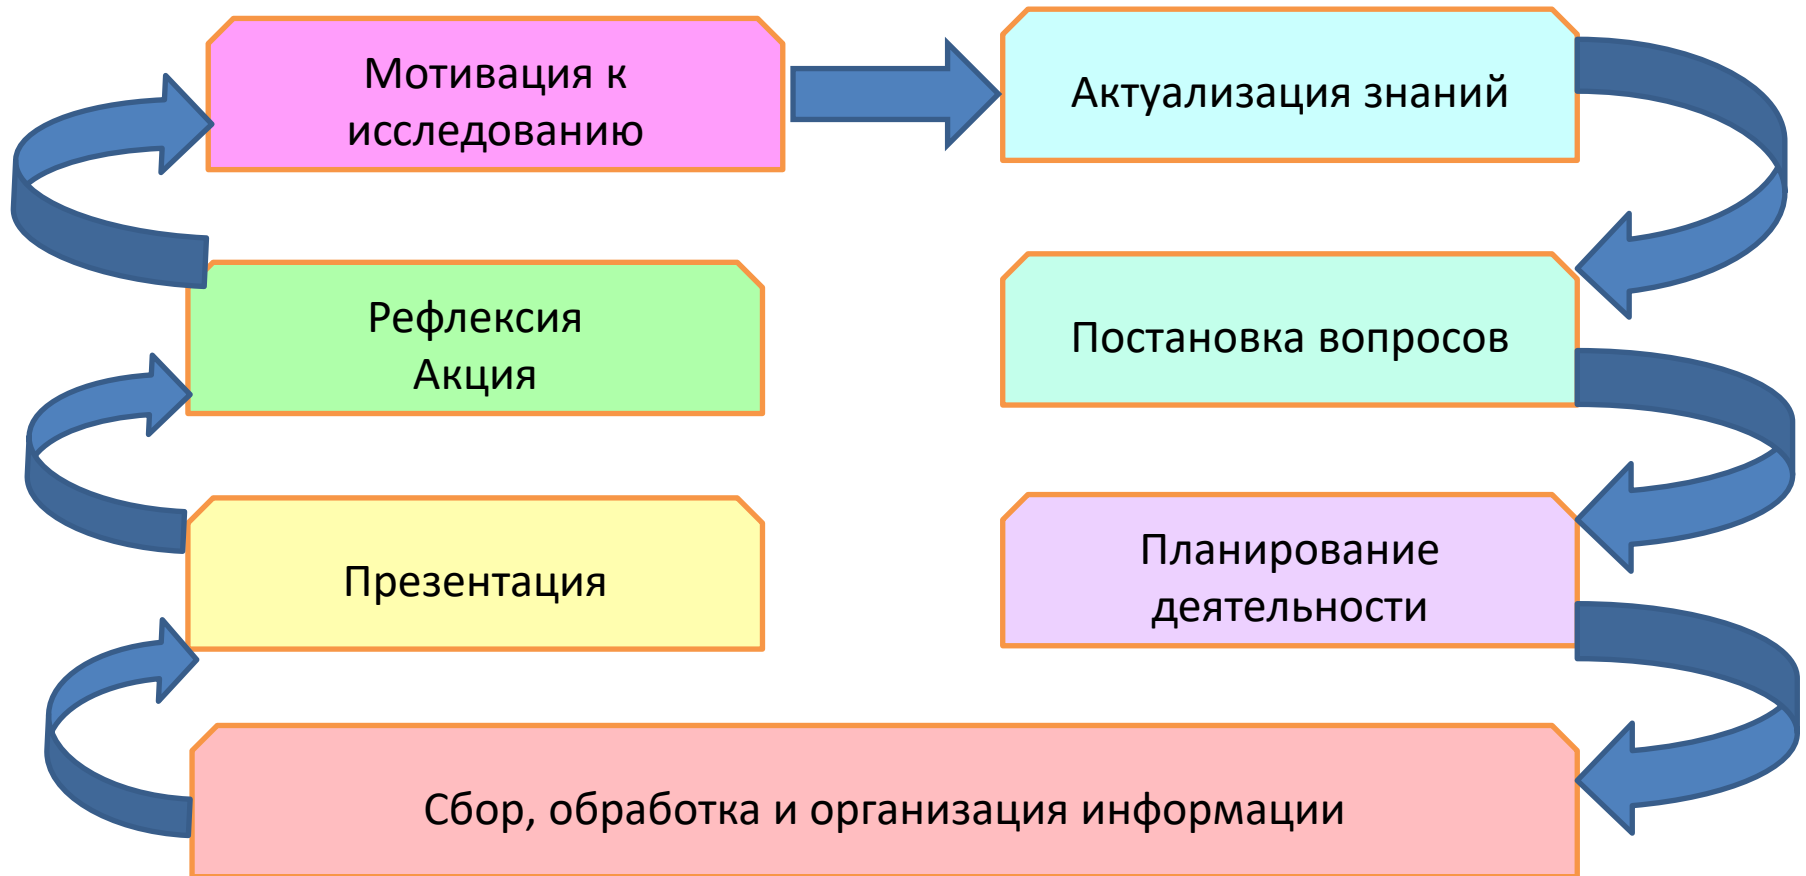 Мотивация к
исследованию
Актуализация знаний
Рефлексия
Акция
Постановка вопросов
Презентация
Планирование
деятельности
Сбор, обработка и организация информации